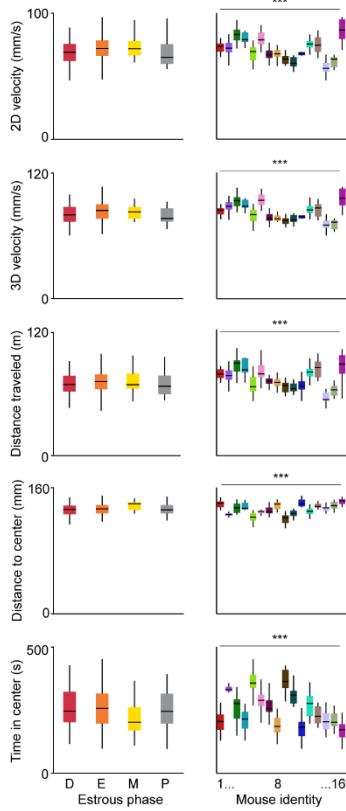 100
2D velocity (mm/s)
0
***
120
3D velocity (mm/s)
0
***
120
Distance traveled (m)
0
***
160
Distance to center (mm)
0
***
500
Time in center (s)
0
***
D E M P
Estrous phase
1... 8 ...16
Mouse identity